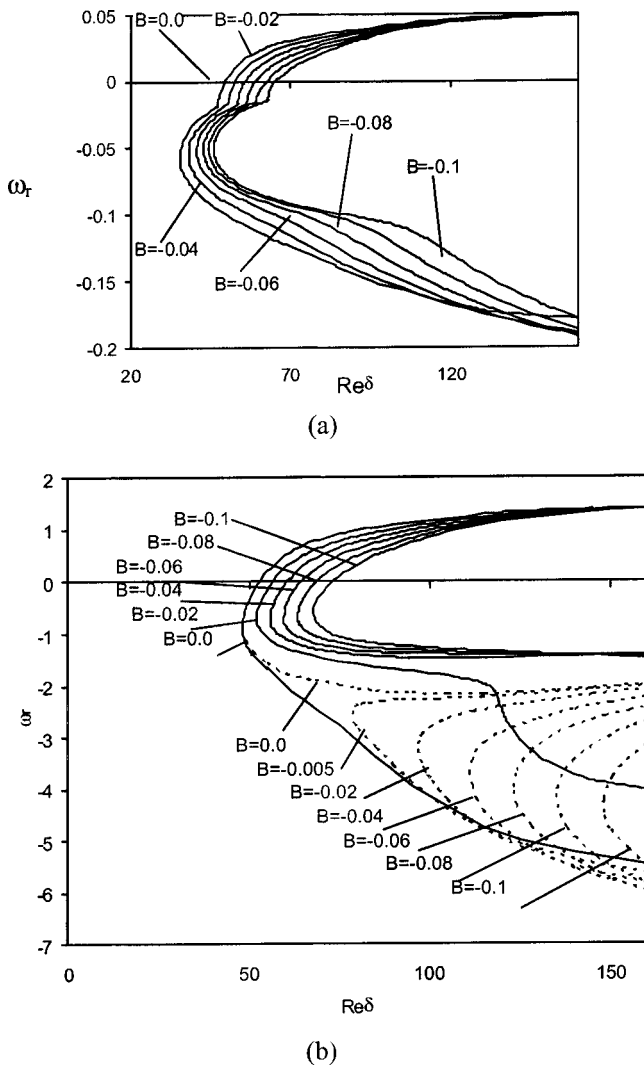 B=0.0 B=-0.02
0.05
0
-0.05
-0.1
-0.15
-0.2
ωr
B=-0.08
B=-0.1
B=-0.04
B=-0.06
20 70 120
Reδ
(a)
2
1
0
-1
-2
-3
-4
-5
-6
-7
ωr
B=-0.1
B=-0.08
B=-0.06
B=-0.04
B=-0.02
B=0.0
B=0.0
B=-0.005
B=-0.02
B=-0.04
B=-0.06
B=-0.08
B=-0.1
0 50 100 150
Reδ
(b)